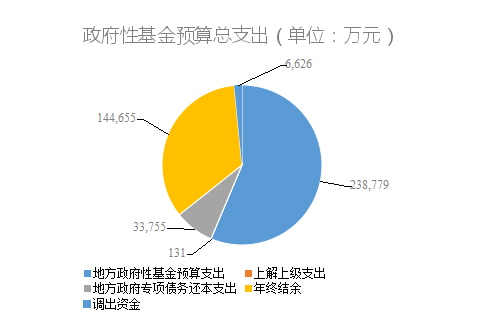 政府性基金预算总支出（单位：万元）
6,626
144,655
238,779
33,755
131
地方政府性基金预算支出
上解上级支出
地方政府专项债务还本支出
年终结余
调出资金